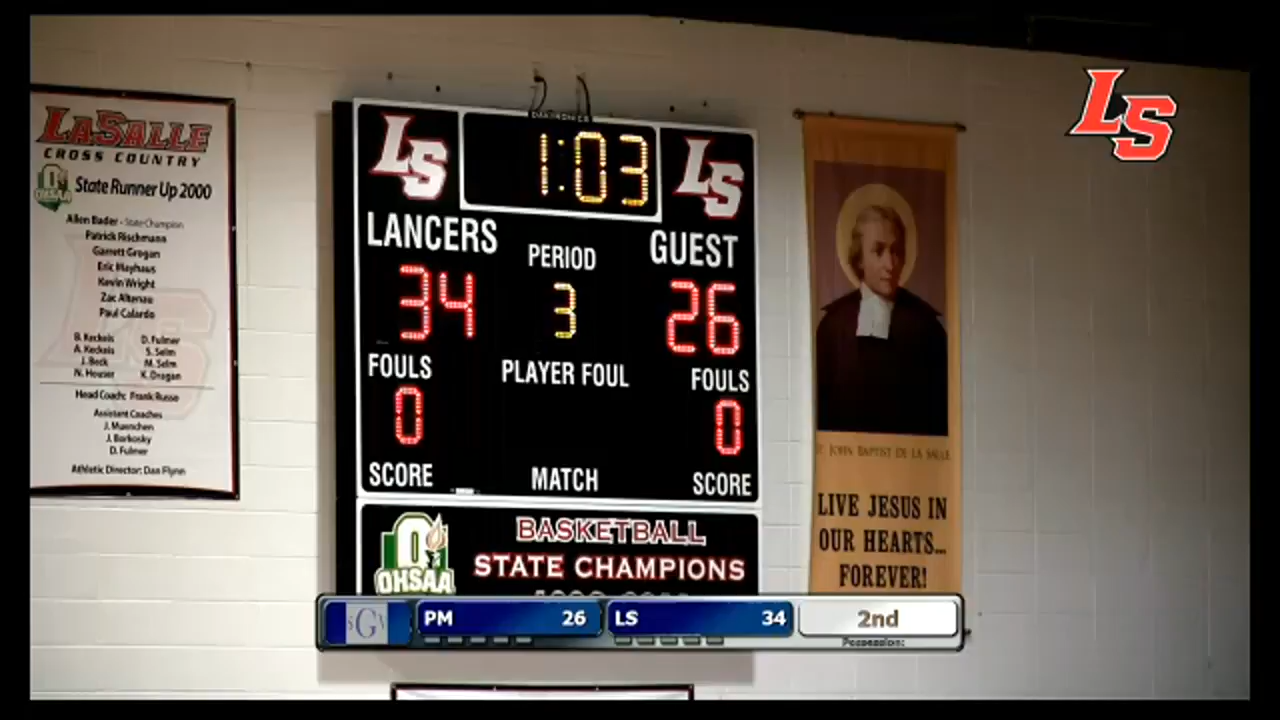 LASALLE
CROSS COUNTRY
OHSAA
State Runner Up 2000
Allen Bader - State Champion
Patrick Rischmann
Garrett Grogan
Eric Mayhaus
Kevin Wright
Zac Altenau
Paul Calardo
B. Keckeis D. Fulmer
A. Keckeis S. Selm
J. Beck M. Selm
N. Houser K. Dragan
Head Coach: Frank Russo
Assistant Coaches
J. Muenchen
J. Borkosky
D. Fulmer
Athletic Director: Dan Flynn
DAKTRONICS
LS 1:03 LS
LANCERS PERIOD GUEST
34 3 26
FOULS PLAYER FOUL FOULS
0 0
SCORE MATCH SCORE
OHSAA
BASKETBALL
STATE CHAMPIONS
LS
ST. JOHN BAPTIST DE LA SALLE
LIVE JESUS IN
OUR HEARTS...
FOREVER!
SGV PM 26 LS 34 2nd
Possession: